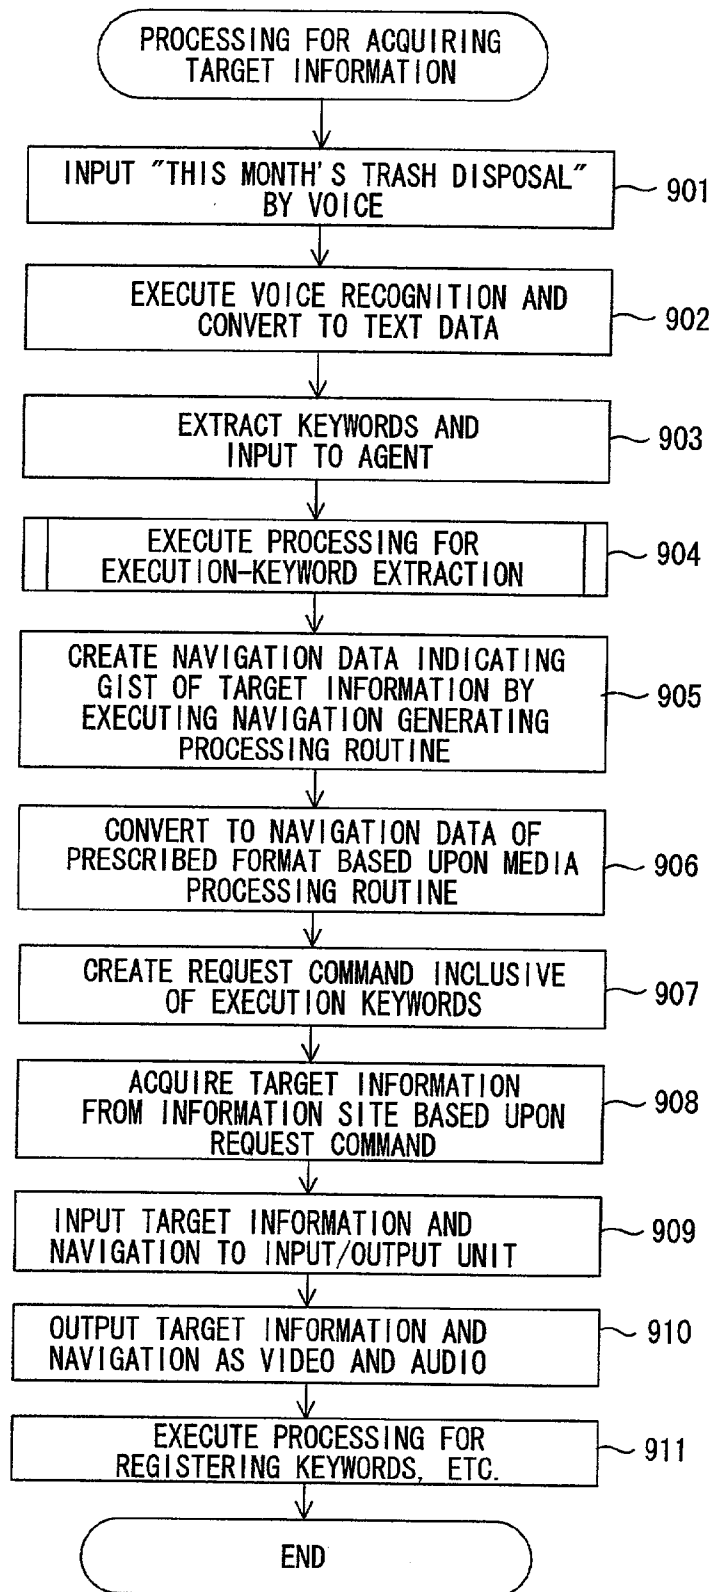 PROCESSING FOR ACQUIRING
TARGET INFORMATION
INPUT "THIS MONTH'S TRASH DISPOSAL"
BY VOICE
901
EXECUTE VOICE RECOGNITION AND
CONVERT TO TEXT DATA
902
EXTRACT KEYWORDS AND
INPUT TO AGENT
903
EXECUTE PROCESSING FOR
EXECUTION-KEYWORD EXTRACTION
904
CREATE NAVIGATION DATA INDICATING
GIST OF TARGET INFORMATION BY
EXECUTING NAVIGATION GENERATING
PROCESSING ROUTINE
905
CONVERT TO NAVIGATION DATA OF
PRESCRIBED FORMAT BASED UPON MEDIA
PROCESSING ROUTINE
906
CREATE REQUEST COMMAND INCLUSIVE
OF EXECUTION KEYWORDS
907
ACQUIRE TARGET INFORMATION
FROM INFORMATION SITE BASED UPON
REQUEST COMMAND
908
INPUT TARGET INFORMATION AND
NAVIGATION TO INPUT/OUTPUT UNIT
909
OUTPUT TARGET INFORMATION AND
NAVIGATION AS VIDEO AND AUDIO
910
EXECUTE PROCESSING FOR
REGISTERING KEYWORDS, ETC.
911
END